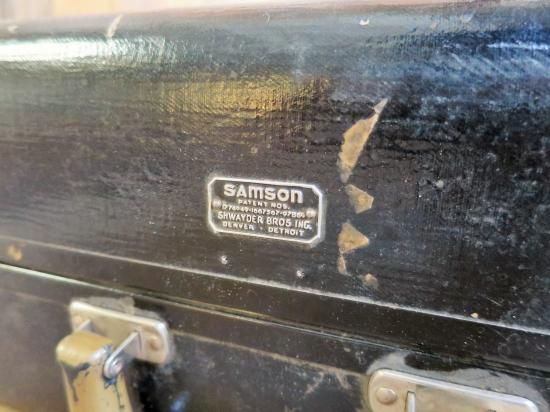 SAMSON
PATENT NOS.
SHWAYDER BROS INC.
DENVER - DETROIT